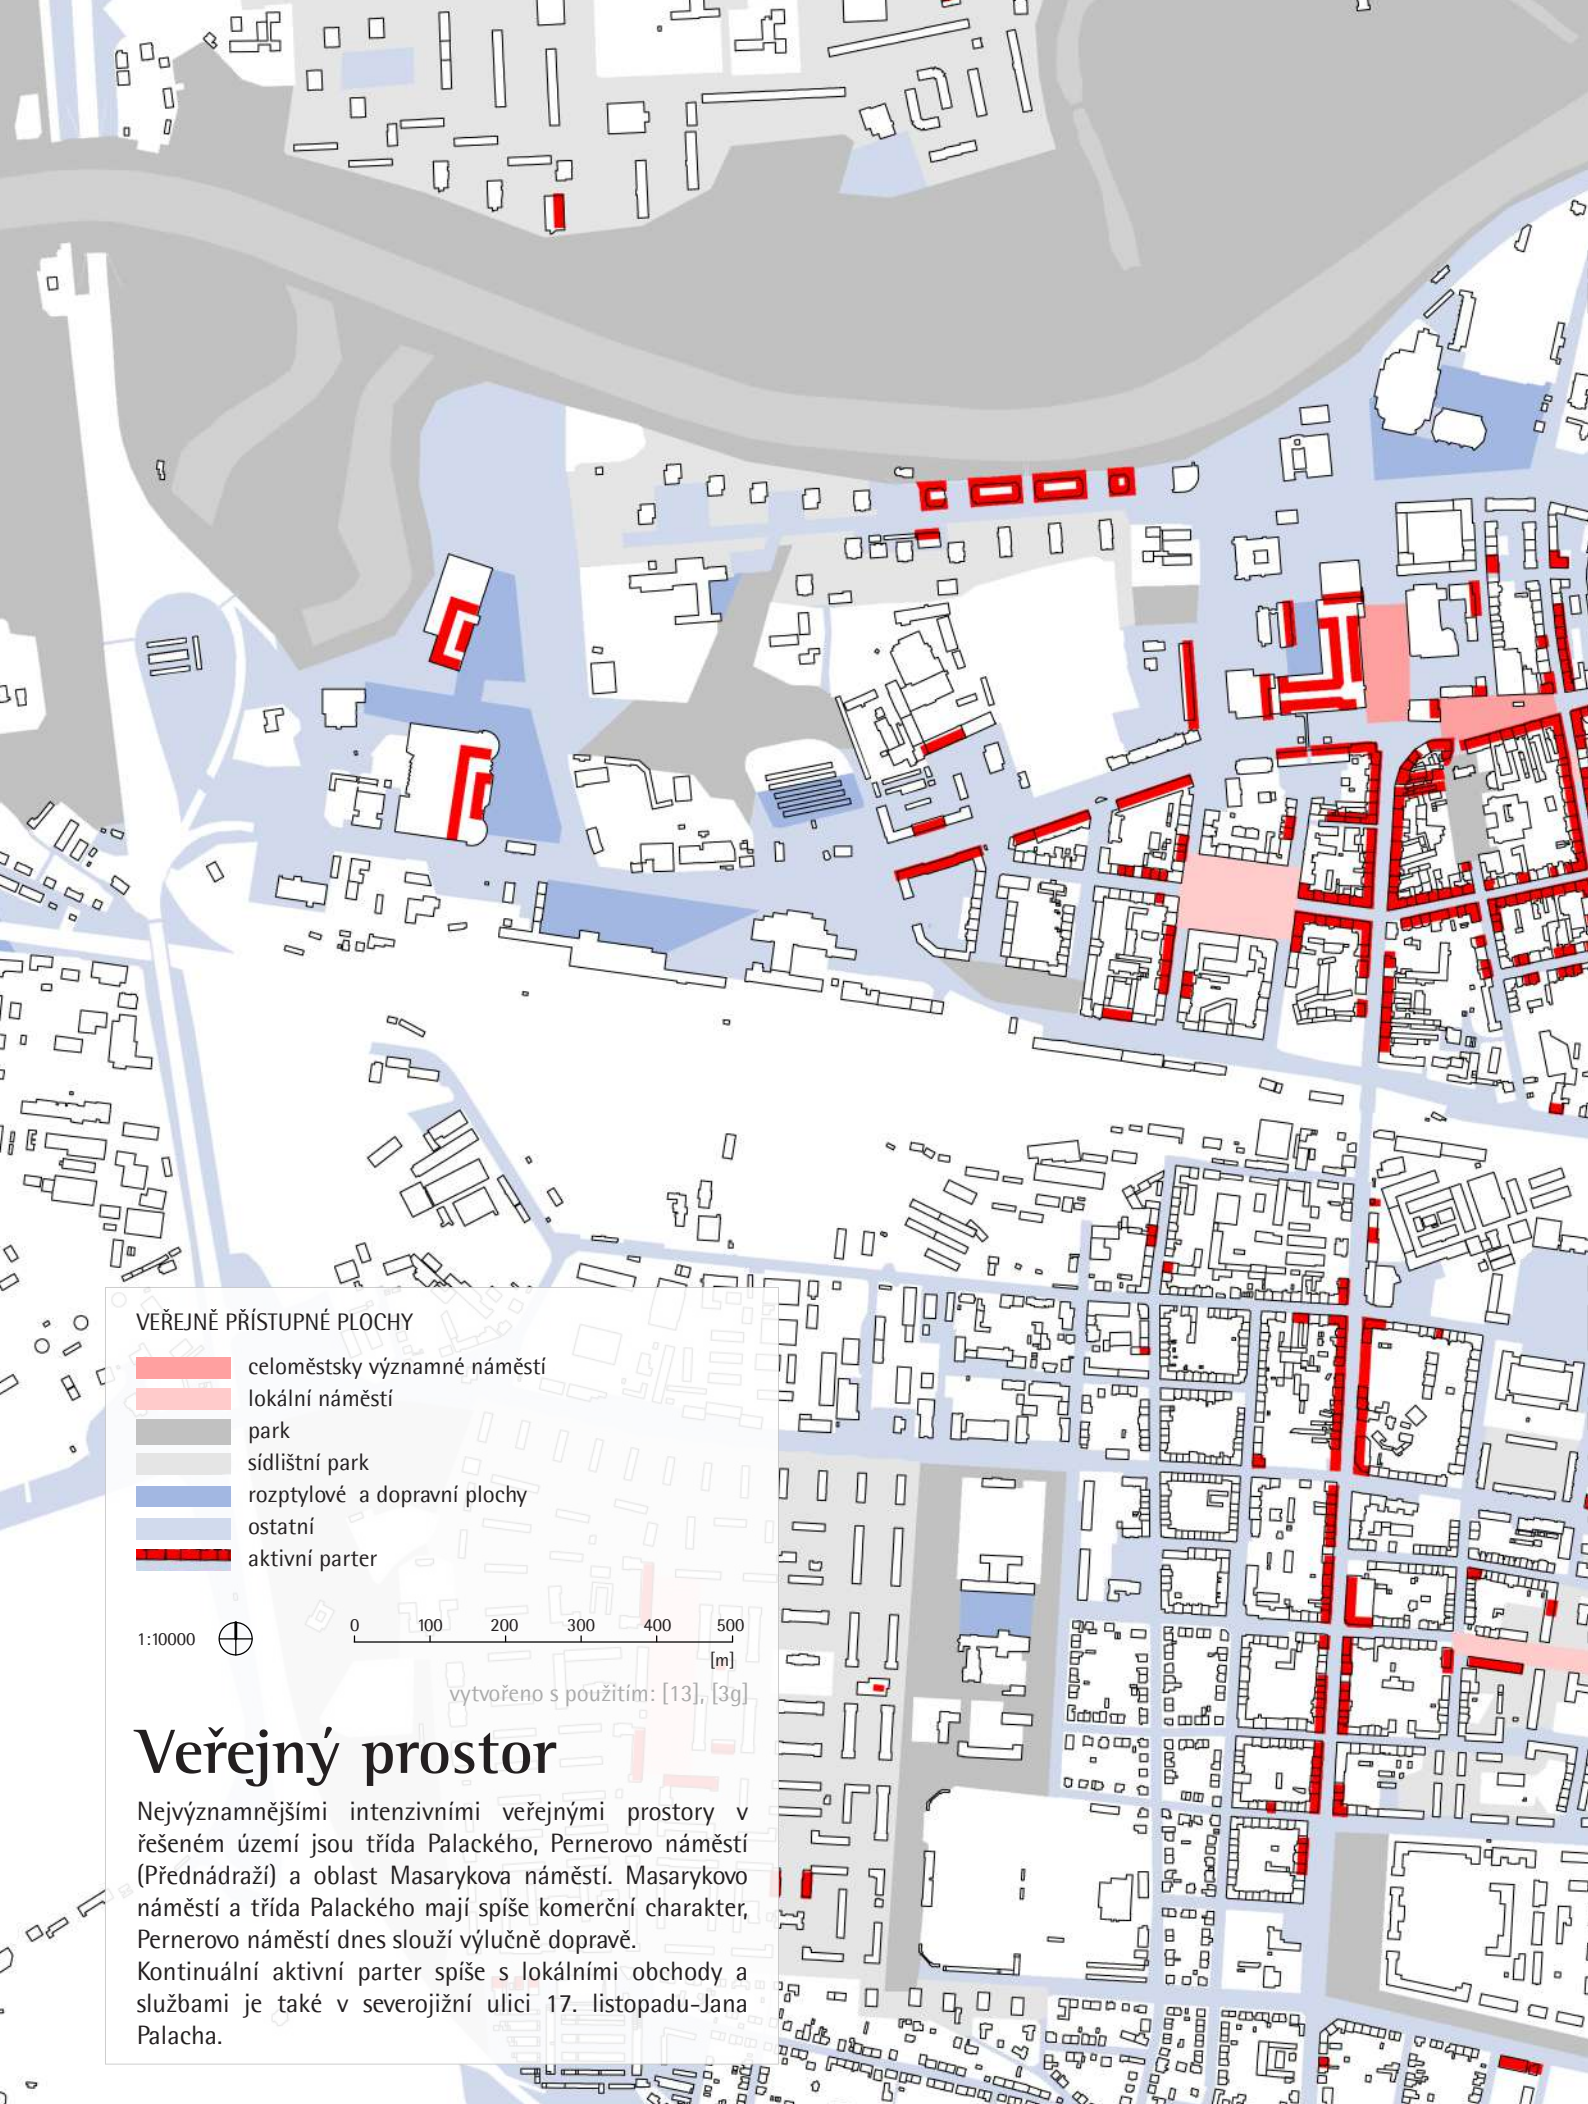 VEŘEJNĚ PŘÍSTUPNÉ PLOCHY
celoměstsky významné náměstí
lokální náměstí
park
sídlištní park
rozptylové a dopravní plochy
ostatní
aktivní parter
1:10000
0 100 200 300 400 500
[m]
vytvořeno s použitím: [13], [3g]
Veřejný prostor
Nejvýznamnějšími intenzivními veřejnými prostory v
řešeném území jsou třída Palackého, Pernerovo náměstí
(Přednádraží) a oblast Masarykova náměstí. Masarykovo
náměstí a třída Palackého mají spíše komerční charakter,
Pernerovo náměstí dnes slouží výlučně dopravě.
Kontinuální aktivní parter spíše s lokálními obchody a
službami je také v severojižní ulici 17. listopadu-Jana
Palacha.